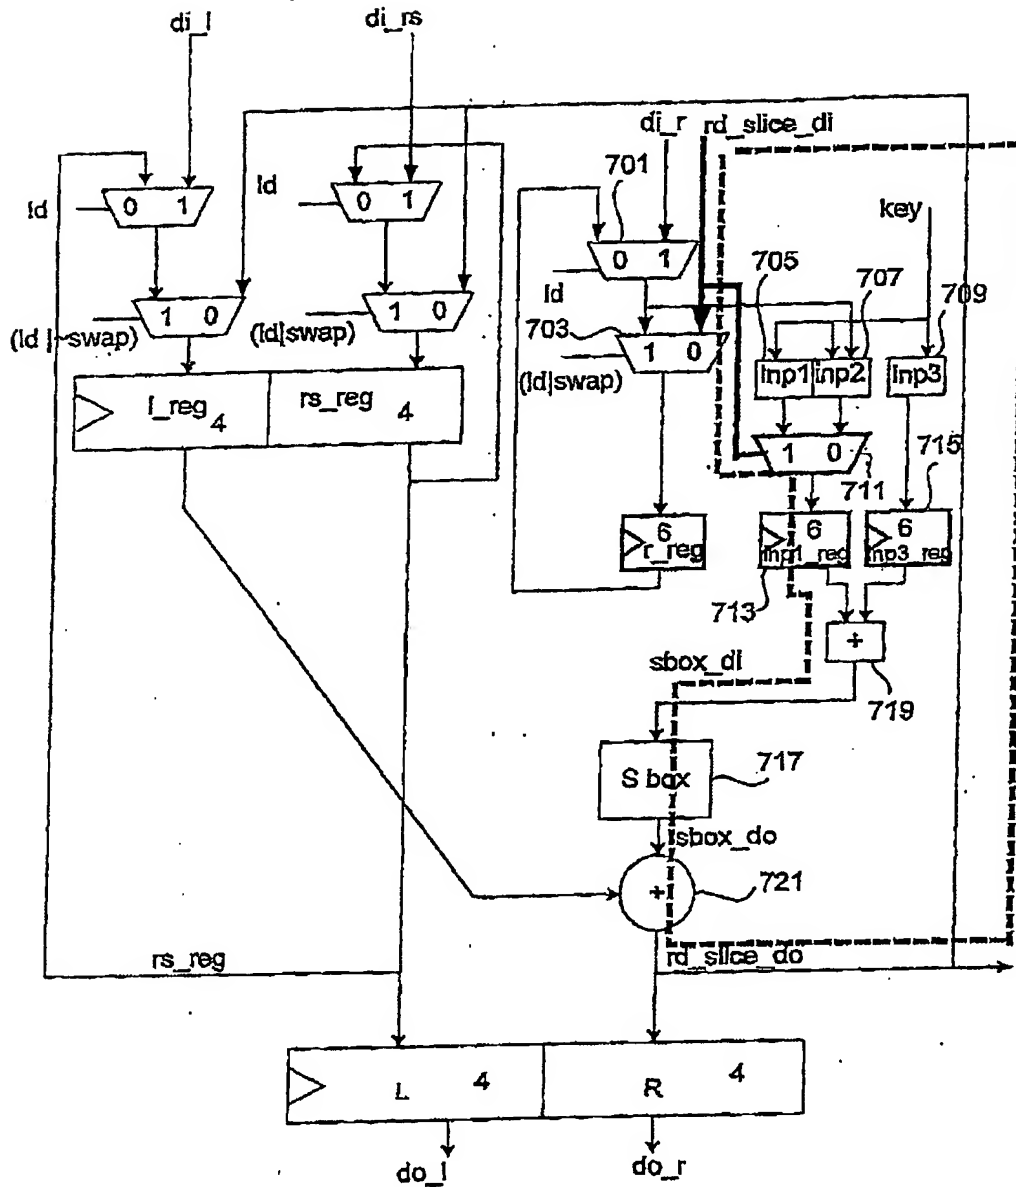 di_l
di_rs
di_r
rd_slice_di
701
ld
0 1
ld
0 1
key
0 1
705
707
709
ld
(ld | ~swap)
1 0
(ld|swap)
1 0
703
1 0
(ld|swap)
inp1
inp2
inp3
l_reg
4
rs_reg
4
1 0
711
715
6
r_reg
6
inp1_reg
6
inp3_reg
713
+
sbox_di
719
S box
717
sbox_do
+
721
rs_reg
rd_slice_do
L
4
R
4
do_l
do_r